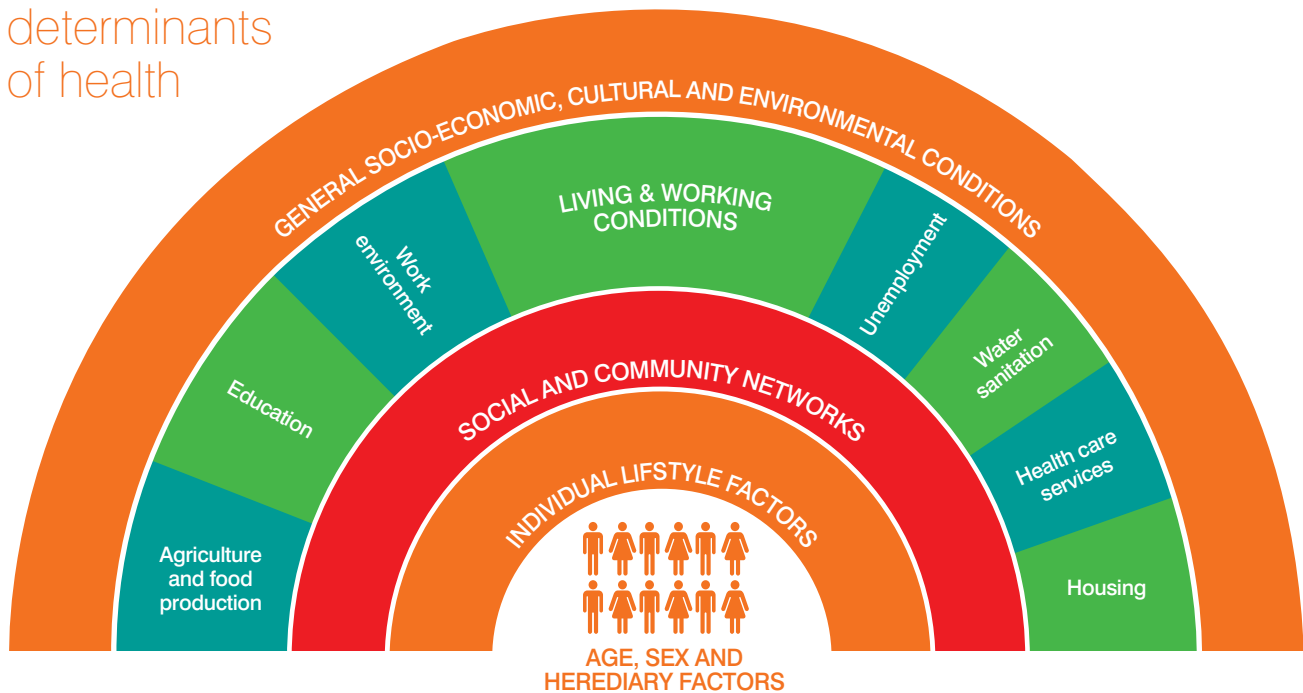 determinants
of health
GENERAL SOCIO-ECONOMIC, CULTURAL AND ENVIRONMENTAL CONDITIONS
LIVING & WORKING
CONDITIONS
Agriculture
and food
production
Education
Work
environment
Unemployment
Water
sanitation
Health care
services
Housing
SOCIAL AND COMMUNITY NETWORKS
INDIVIDUAL LIFSTYLE FACTORS
AGE, SEX AND
HEREDIARY FACTORS